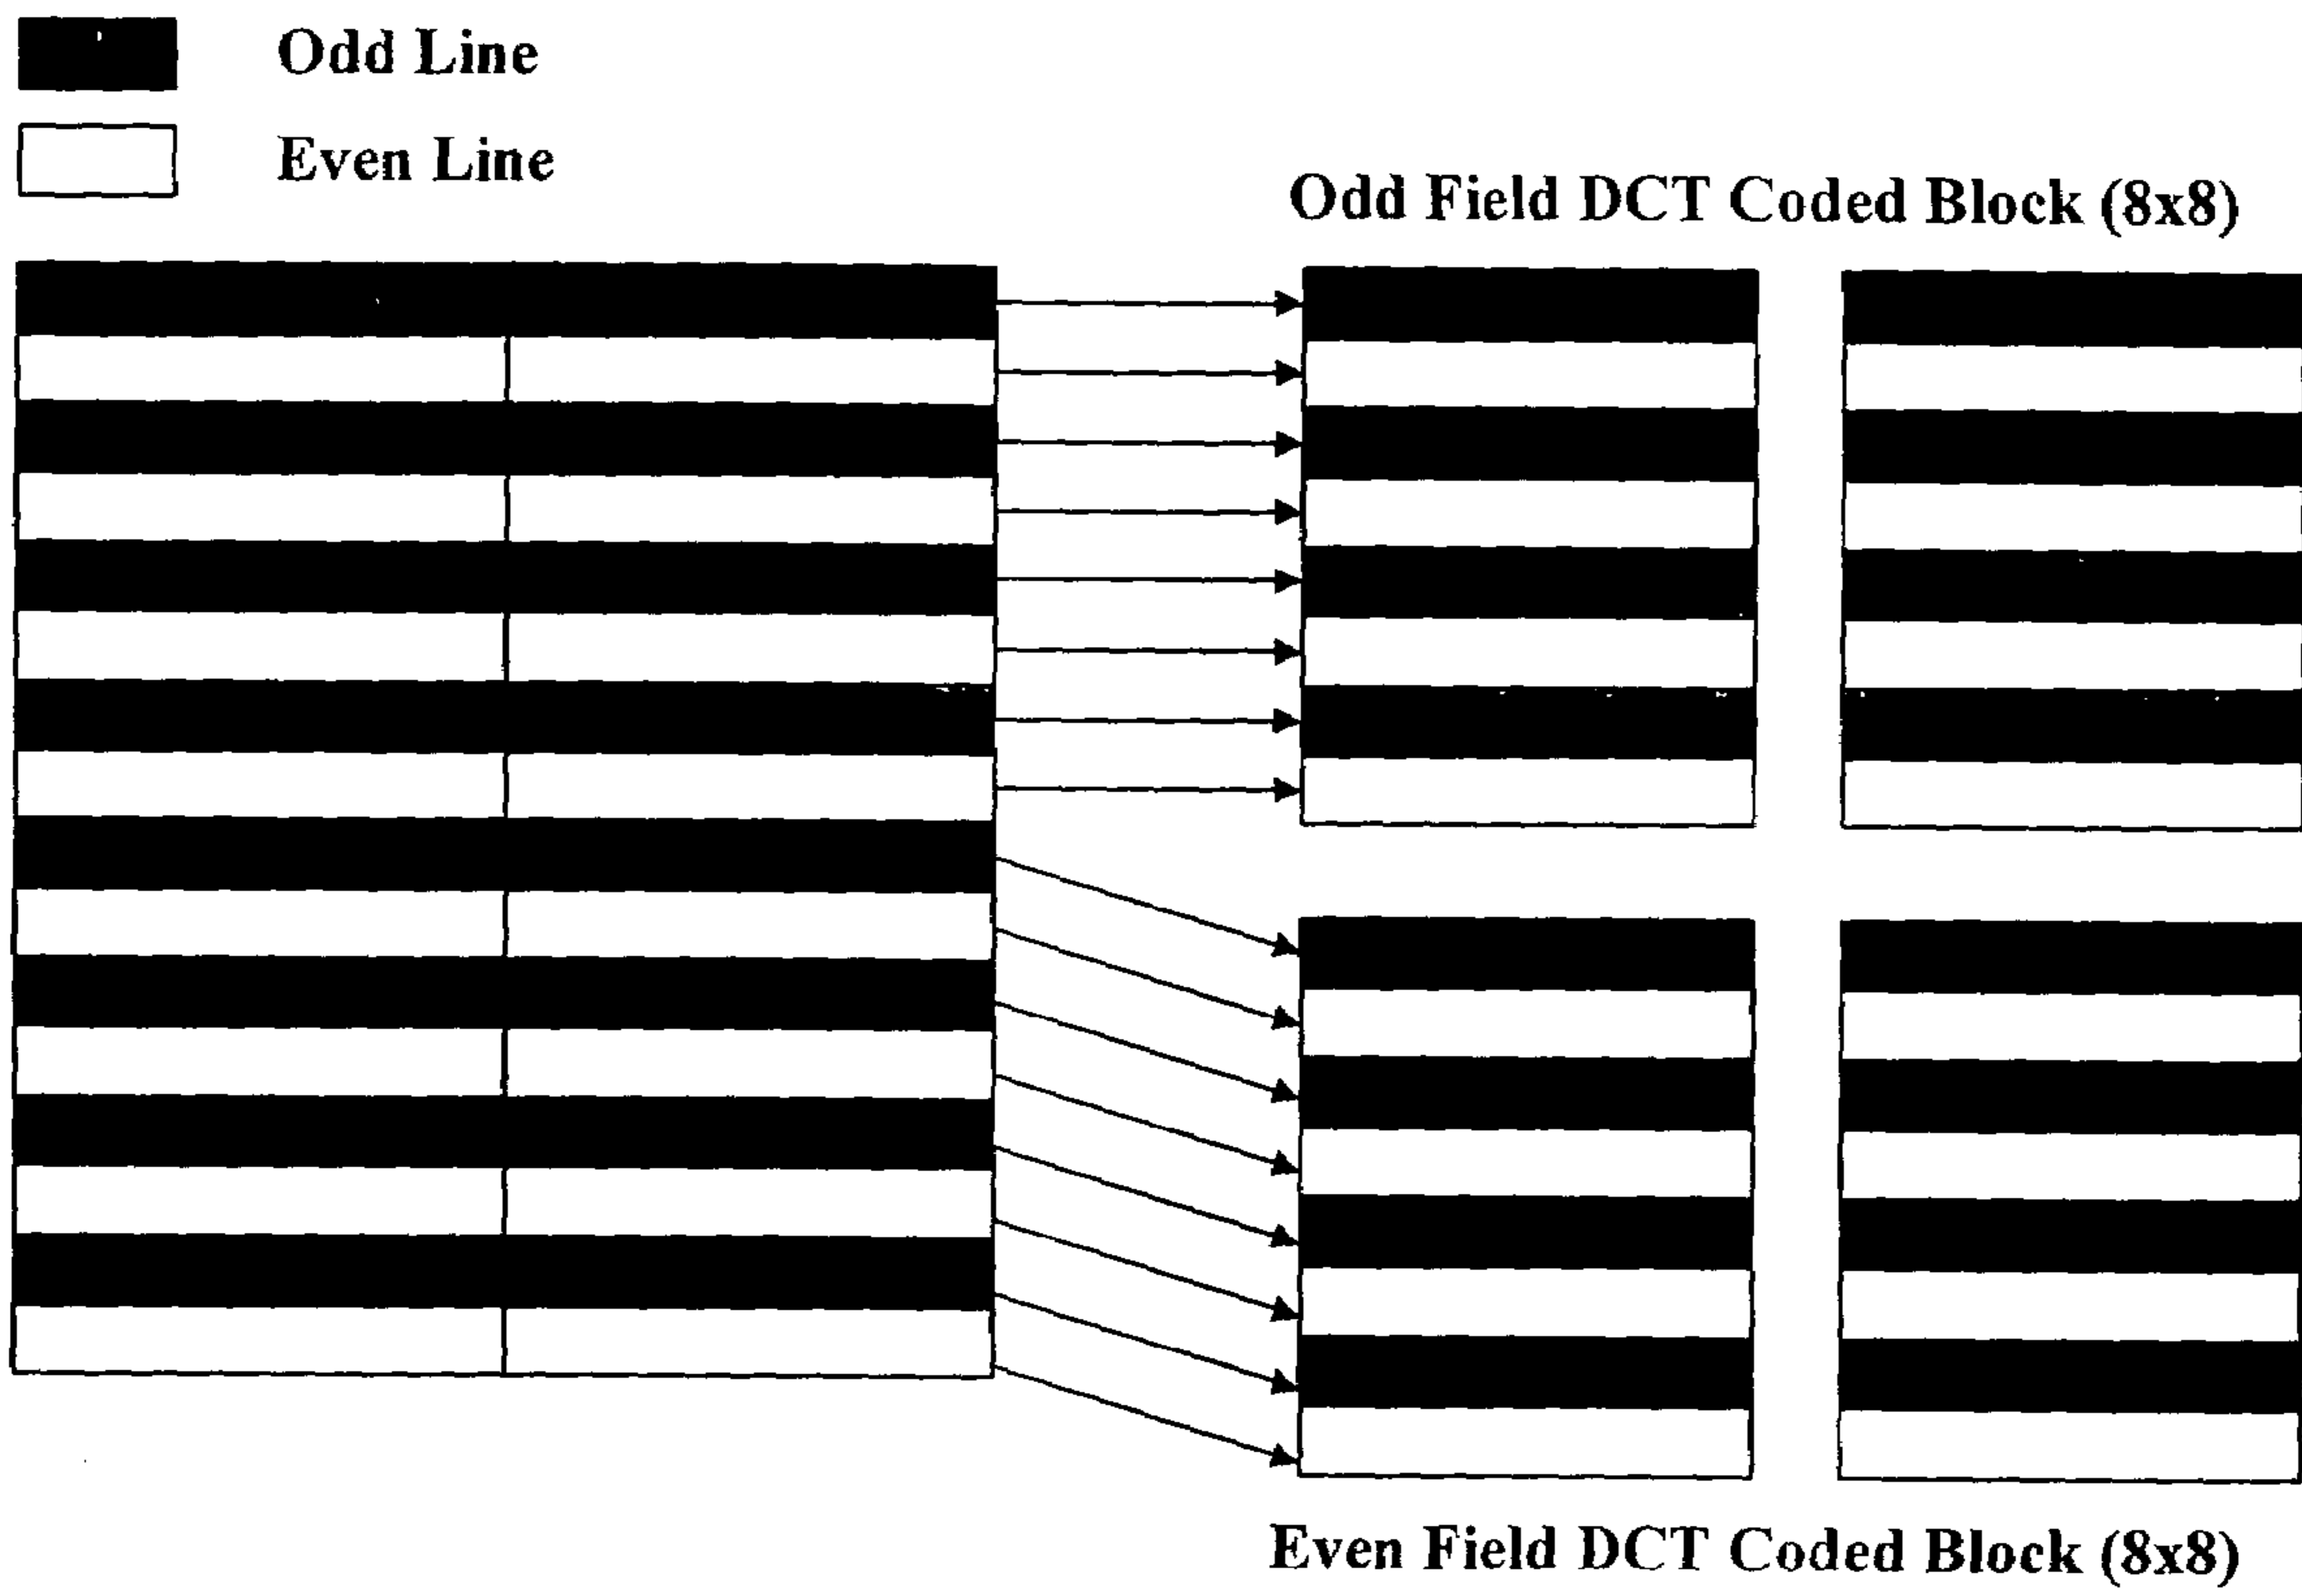 Odd Line
Even Line
Odd Field DCT Coded Block (8x8)
Even Field DCT Coded Block (8x8)